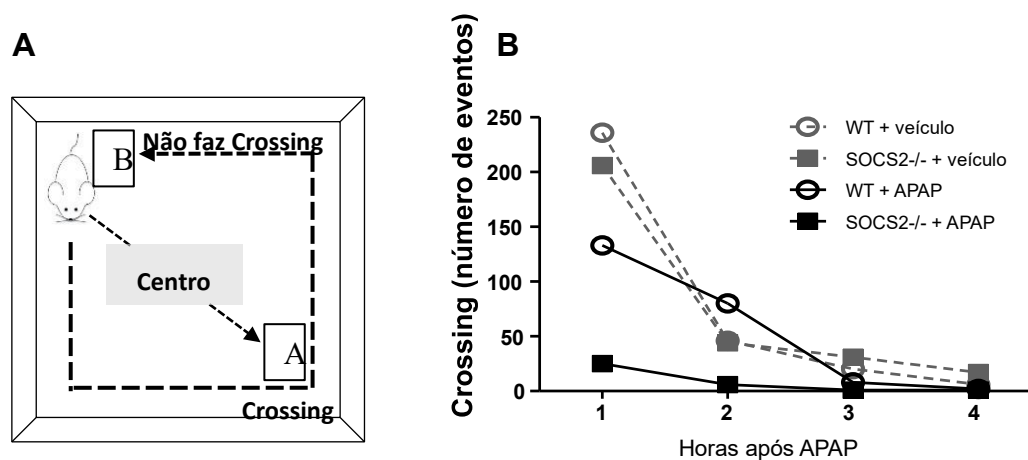 A
B
Não faz Crossing
B
Centro
A
Crossing
Crossing (número de eventos)
250
200
150
100
50
0
1 2 3 4
Horas após APAP
WT + veículo
SOCS2-/- + veículo
WT + APAP
SOCS2-/- + APAP